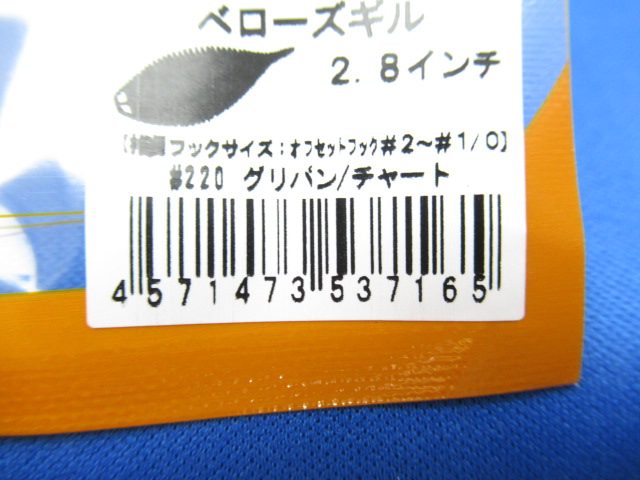 ベローズギル
2.8インチ
フックサイズ:オフセットフック#2〜#1/0】
#220 グリパン/チャート
4571473537165